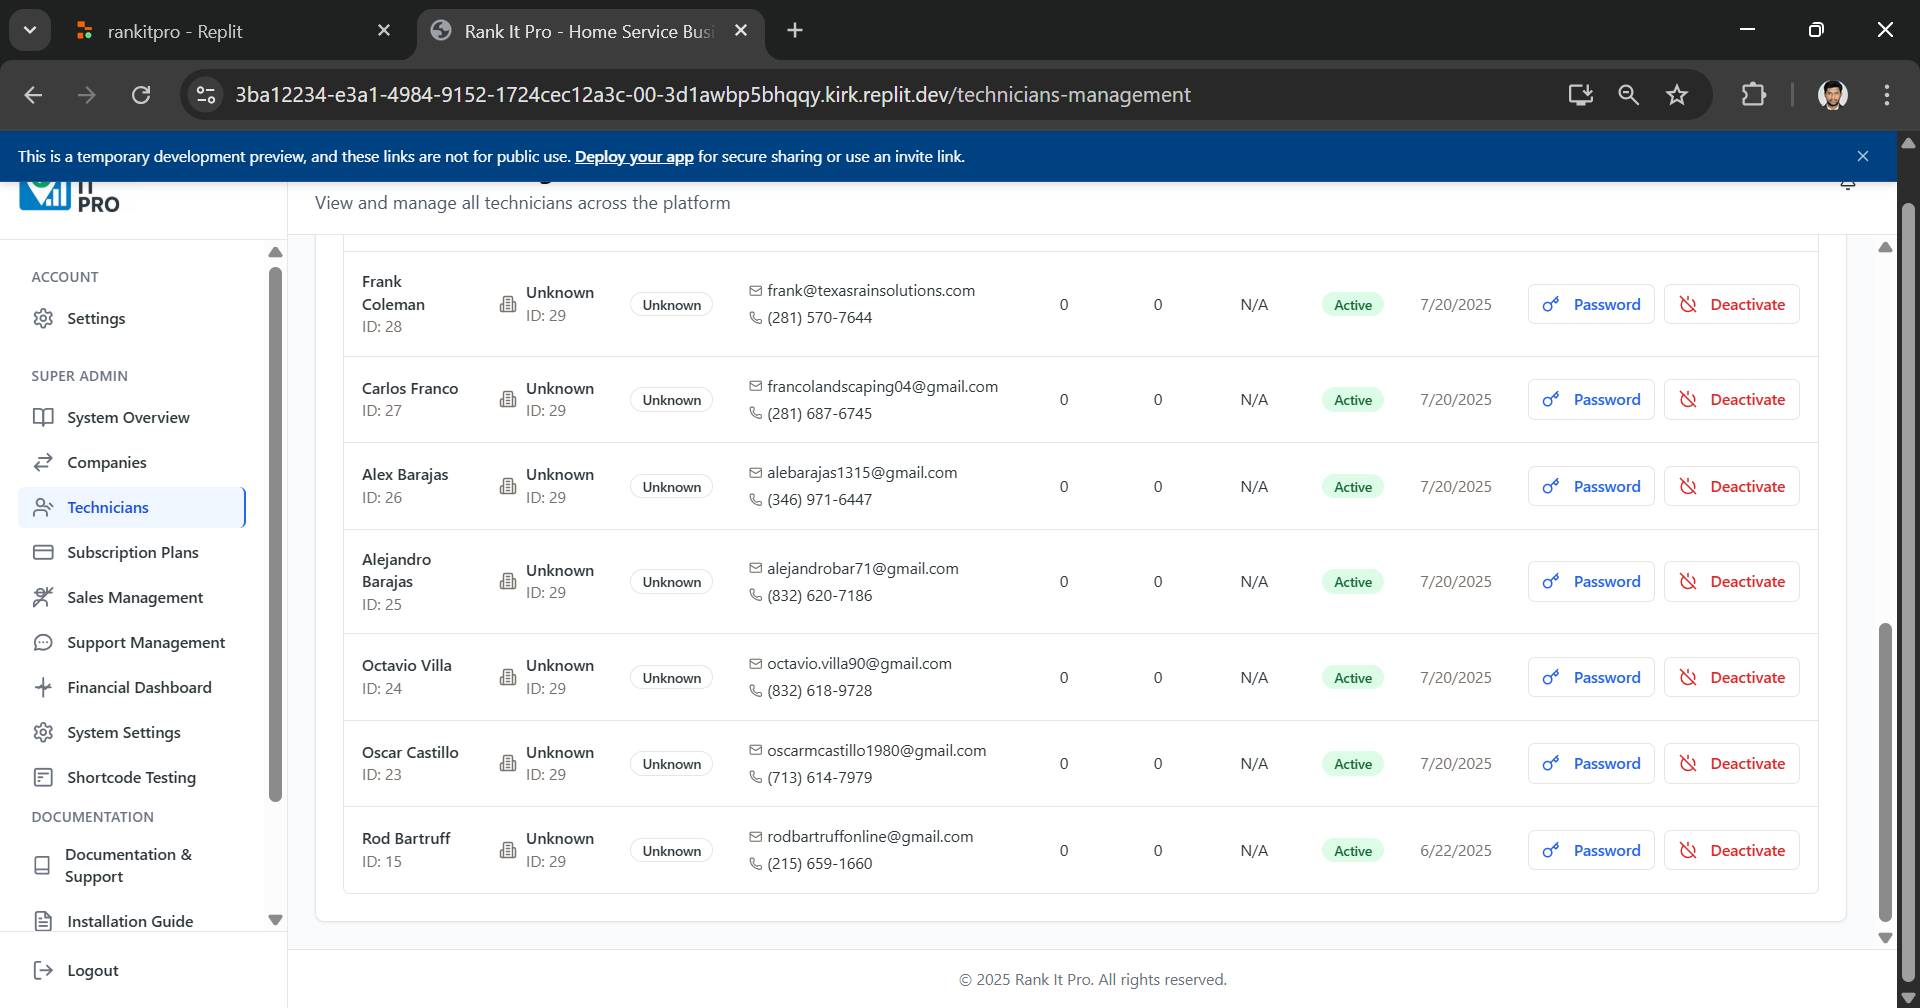 rankitpro - Replit
Rank It Pro - Home Service Busi
3ba12234-e3a1-4984-9152-1724cec12a3c-00-3d1awbp5bhqqy.kirk.replit.dev/technicians-management
This is a temporary development preview, and these links are not for public use. Deploy your app for secure sharing or use an invite link.
IT
PRO
View and manage all technicians across the platform
ACCOUNT
Settings
SUPER ADMIN
System Overview
Companies
Technicians
Subscription Plans
Sales Management
Support Management
Financial Dashboard
System Settings
Shortcode Testing
DOCUMENTATION
Documentation &
Support
Installation Guide
Logout
Frank
Coleman
ID: 28
Unknown
ID: 29
Unknown
frank@texasrainsolutions.com
(281) 570-7644
0 0 N/A Active 7/20/2025 Password Deactivate
Carlos Franco
ID: 27
Unknown
ID: 29
Unknown
francolandscaping04@gmail.com
(281) 687-6745
0 0 N/A Active 7/20/2025 Password Deactivate
Alex Barajas
ID: 26
Unknown
ID: 29
Unknown
alebarajas1315@gmail.com
(346) 971-6447
0 0 N/A Active 7/20/2025 Password Deactivate
Alejandro
Barajas
ID: 25
Unknown
ID: 29
Unknown
alejandrobar71@gmail.com
(832) 620-7186
0 0 N/A Active 7/20/2025 Password Deactivate
Octavio Villa
ID: 24
Unknown
ID: 29
Unknown
octavio.villa90@gmail.com
(832) 618-9728
0 0 N/A Active 7/20/2025 Password Deactivate
Oscar Castillo
ID: 23
Unknown
ID: 29
Unknown
oscarmcastillo1980@gmail.com
(713) 614-7979
0 0 N/A Active 7/20/2025 Password Deactivate
Rod Bartruff
ID: 15
Unknown
ID: 29
Unknown
rodbartruffonline@gmail.com
(215) 659-1660
0 0 N/A Active 6/22/2025 Password Deactivate
© 2025 Rank It Pro. All rights reserved.